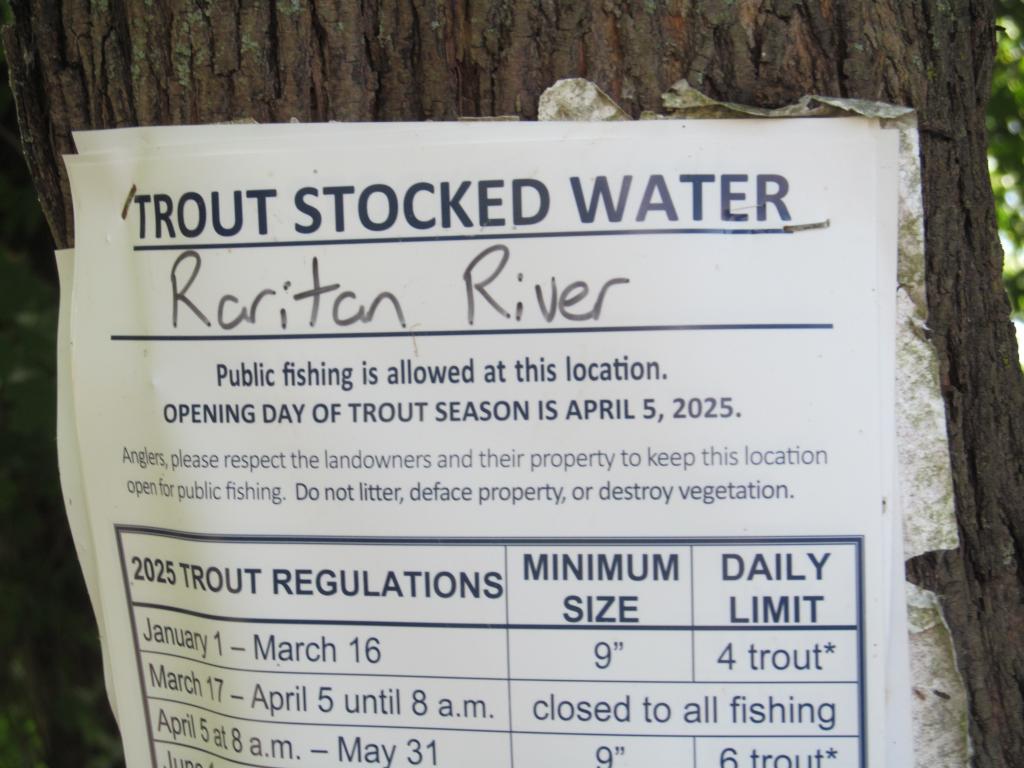 TROUT STOCKED WATER
Raritan River
Public fishing is allowed at this location.
OPENING DAY OF TROUT SEASON IS APRIL 5, 2025.
Anglers, please respect the landowners and their property to keep this location
open for public fishing. Do not litter, deface property, or destroy vegetation.
2025 TROUT REGULATIONS MINIMUM SIZE DAILY LIMIT
January 1 – March 16 9” 4 trout*
March 17 – April 5 until 8 a.m. closed to all fishing
April 5 at 8 a.m. – May 31 9” 6 trout*